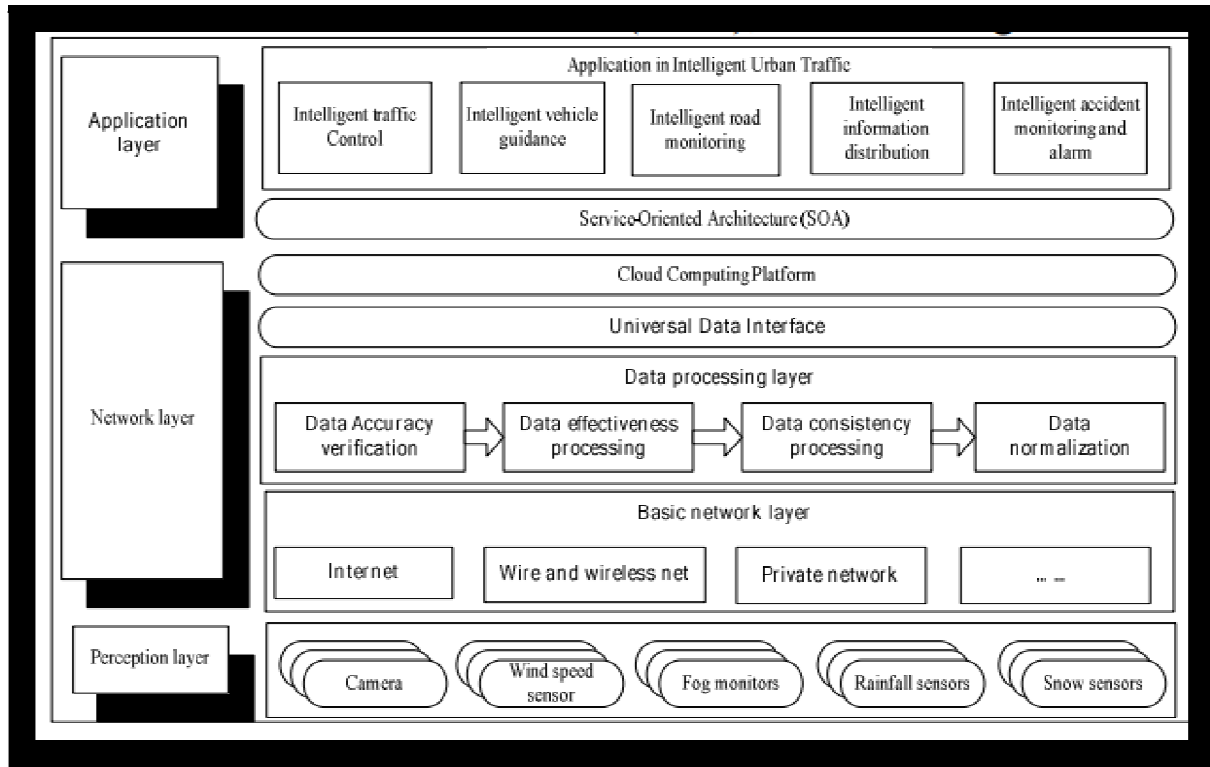 Application in Intelligent Urban Traffic
Application
layer
Intelligent traffic
Control
Intelligent vehicle
guidance
Intelligent road
monitoring
Intelligent
information
distribution
Intelligent accident
monitoring and
alarm
Service-Oriented Architecture (SOA)
Network layer
Cloud Computing Platform
Universal Data Interface
Data processing layer
Data Accuracy
verification
Data effectiveness
processing
Data consistency
processing
Data
normalization
Basic network layer
Internet
Wire and wireless net
Private network
... ...
Perception layer
Camera
Wind speed
sensor
Fog monitors
Rainfall sensors
Snow sensors